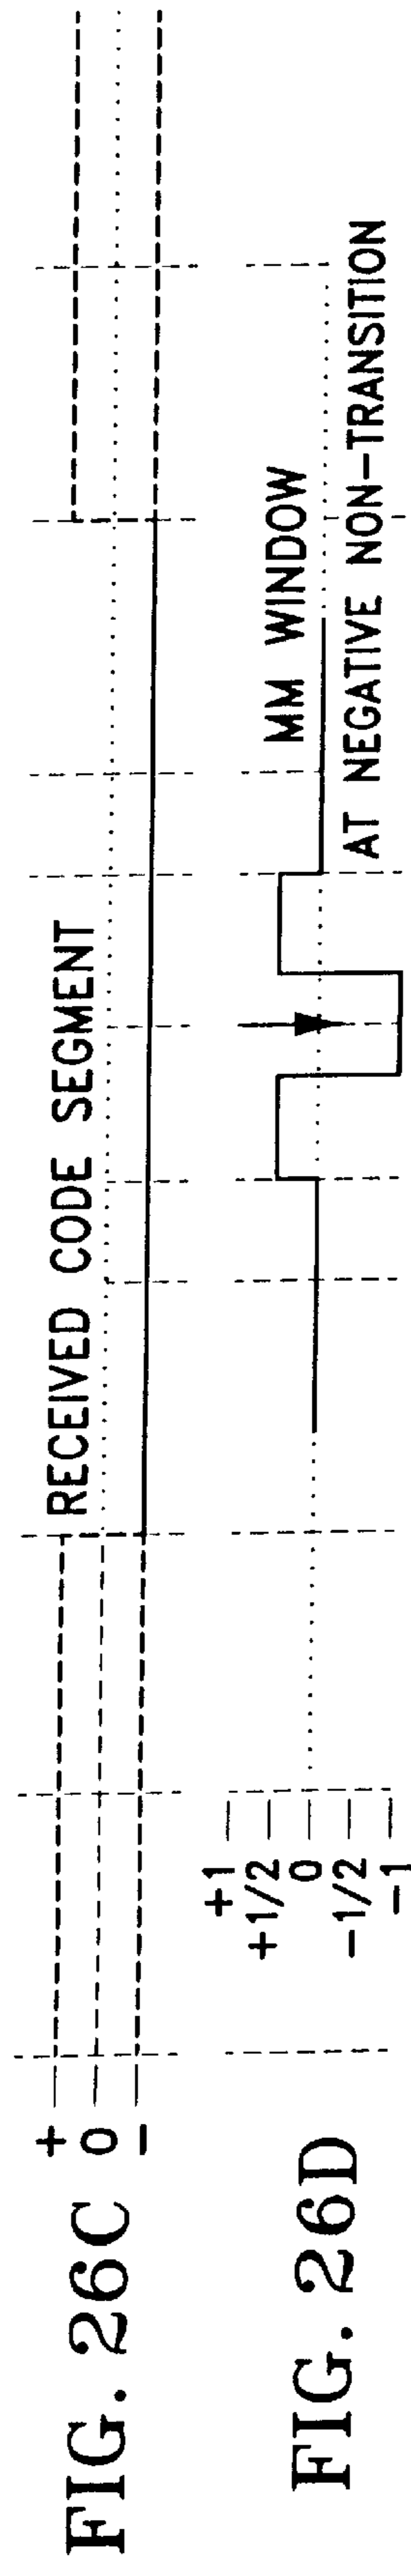 FIG. 26C
+
0
−
RECEIVED CODE SEGMENT
FIG. 26D
+1
+1/2
0
−1/2
−1
MM WINDOW
AT NEGATIVE NON-TRANSITION